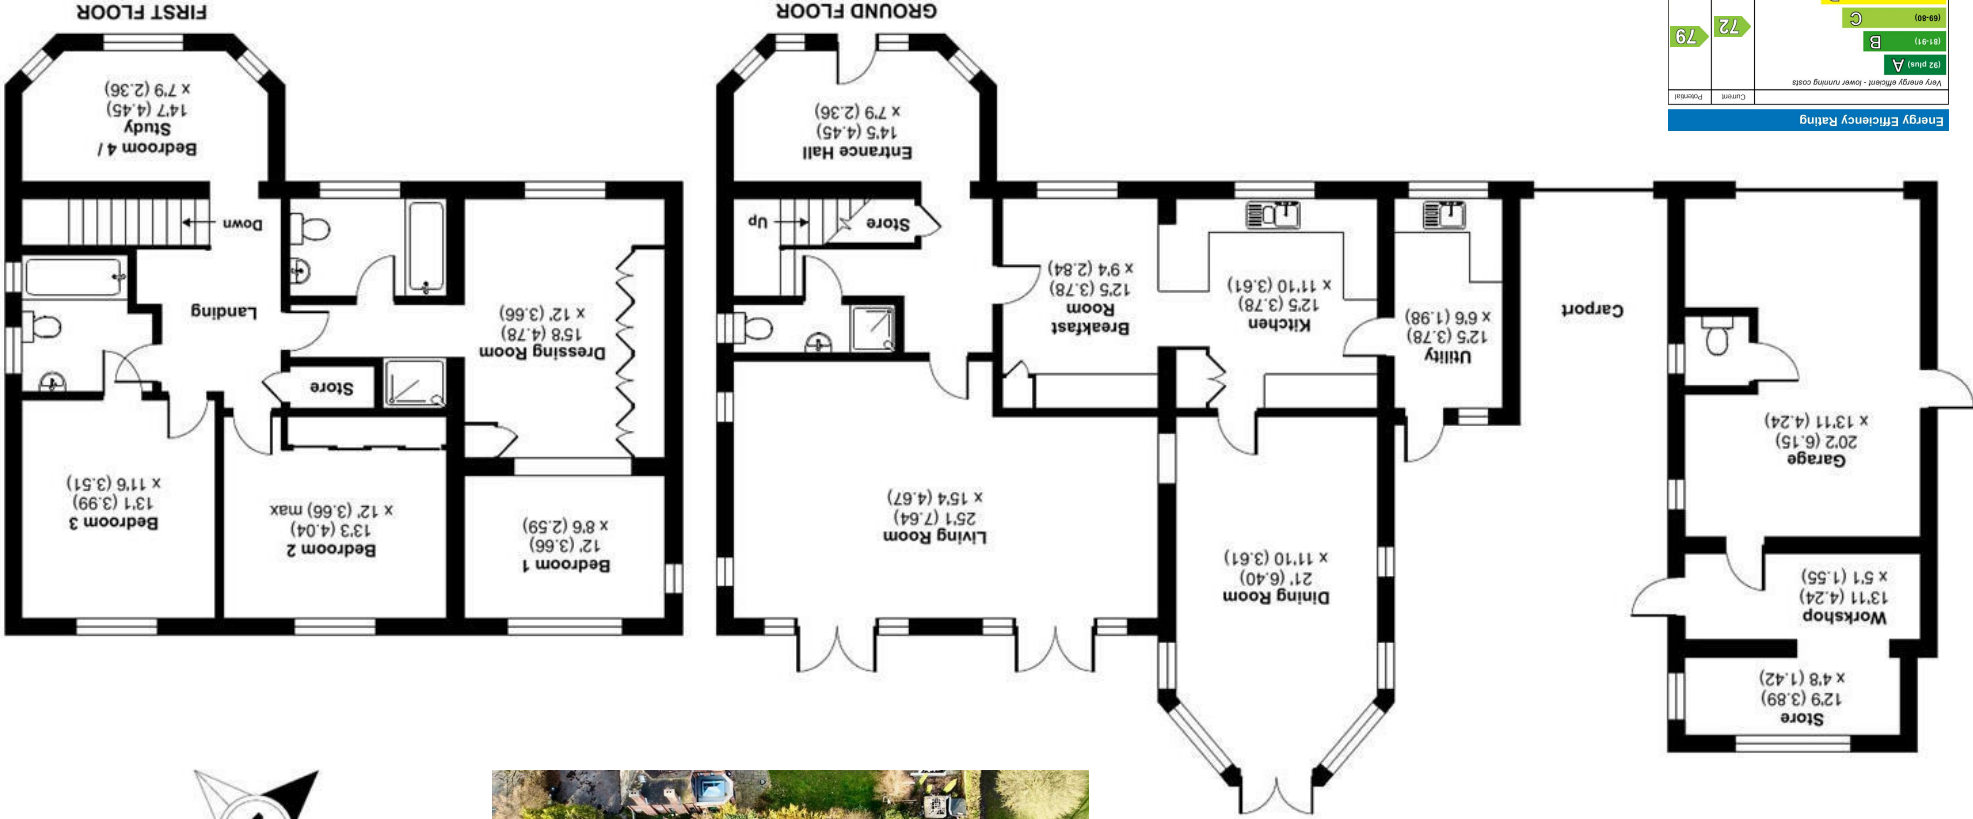 Store
12'9 (3.89)
x 4'8 (1.42)
Workshop
13'11 (4.24)
x 5'1 (1.55)
Garage
20'2 (6.15)
x 13'11 (4.24)
Carport
Dining Room
21' (6.40)
x 11'10 (3.61)
Utility
12'5 (3.78)
x 6'6 (1.98)
Kitchen
12'5 (3.78)
x 11'10 (3.61)
Breakfast
Room
12'5 (3.78)
x 9'4 (2.84)
Living Room
25'1 (7.64)
x 15'4 (4.67)
Store
Up
Entrance Hall
14'5 (4.45)
x 7'9 (2.36)
GROUND FLOOR
Bedroom 1
12' (3.66)
x 8'6 (2.59)
Bedroom 2
13'3 (4.04)
x 12' (3.66) max
Bedroom 3
13'1 (3.99)
x 11'6 (3.51)
Store
Dressing Room
15'8 (4.78)
x 12' (3.66)
Landing
Down
Bedroom 4 /
Study
14'7 (4.45)
x 7'9 (2.36)
FIRST FLOOR
Energy Efficiency Rating
Current
Potential
Very energy efficient - lower running costs
(92 plus) A
(81-91) B
(69-80) C
72
79